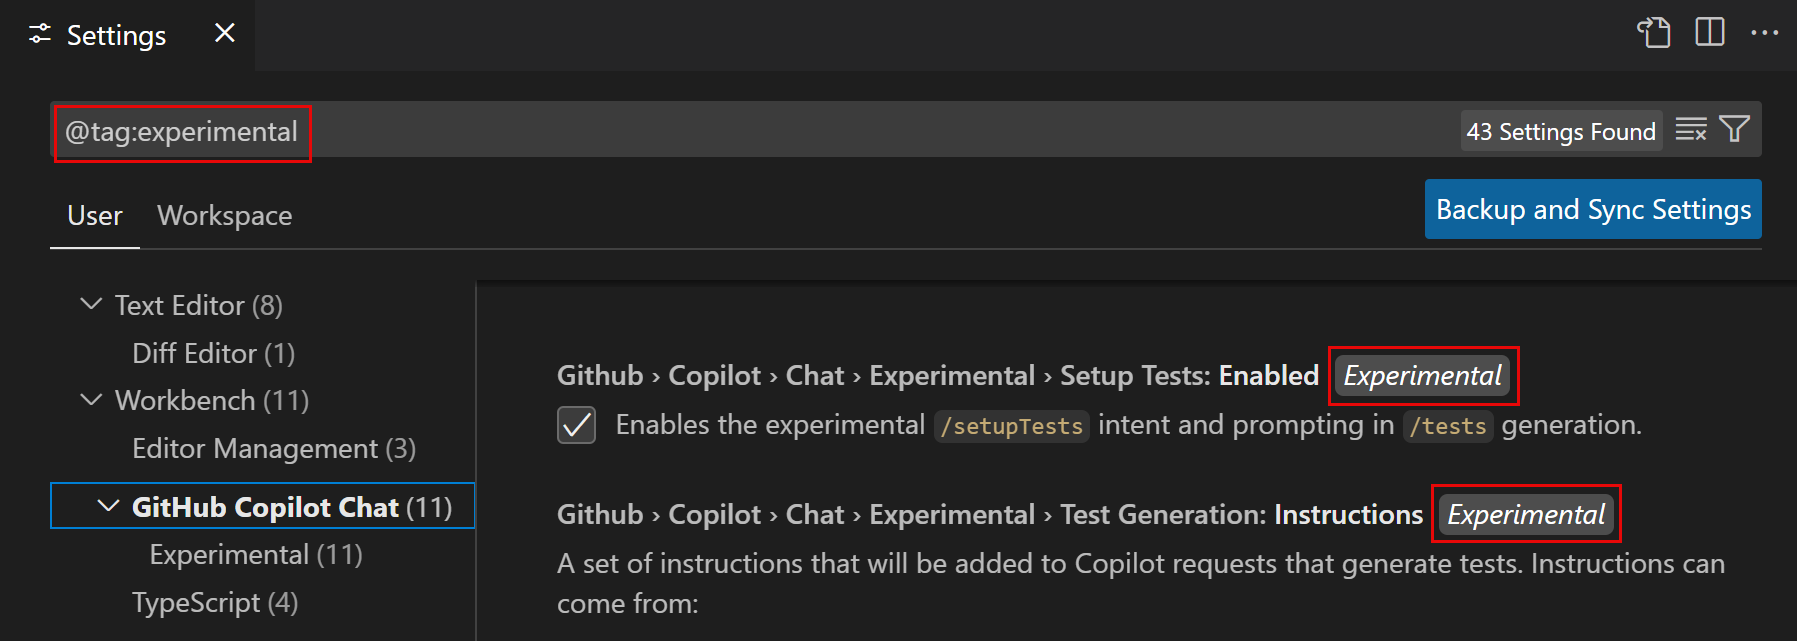 Settings
@tag:experimental
43 Settings Found
User Workspace
Backup and Sync Settings
Text Editor (8)
Diff Editor (1)
Workbench (11)
Editor Management (3)
GitHub Copilot Chat (11)
Experimental (11)
TypeScript (4)
Github › Copilot › Chat › Experimental › Setup Tests: Enabled Experimental
Enables the experimental /setupTests intent and prompting in /tests generation.
Github › Copilot › Chat › Experimental › Test Generation: Instructions Experimental
A set of instructions that will be added to Copilot requests that generate tests. Instructions can
come from: